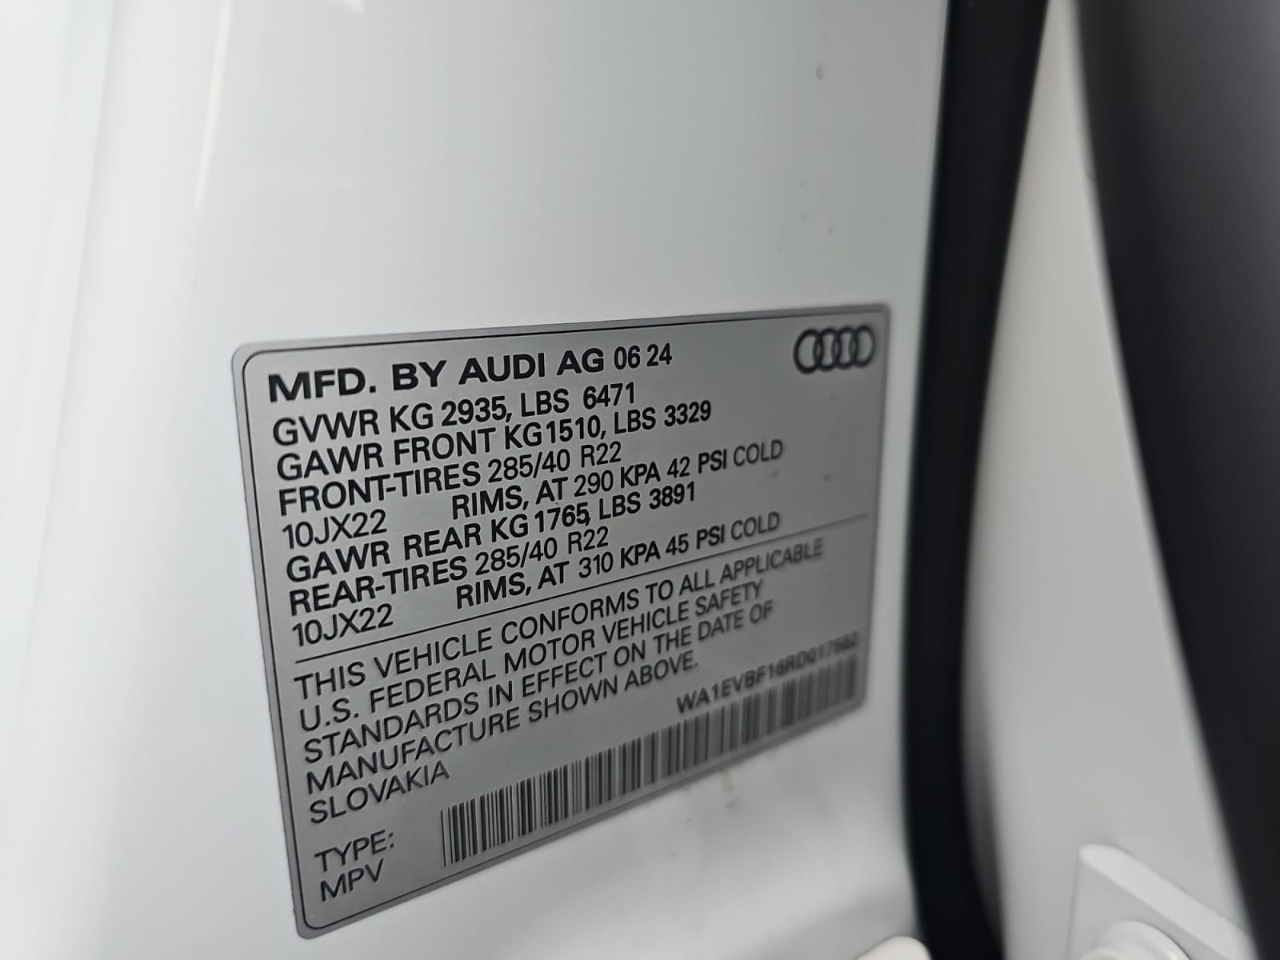 MFD. BY AUDI AG 06 24
GVWR KG 2935, LBS 6471
GAWR FRONT KG1510, LBS 3329
FRONT-TIRES 285/40 R22
10JX22 RIMS, AT 290 KPA 42 PSI COLD
GAWR REAR KG 1765, LBS 3891
REAR-TIRES 285/40 R22
10JX22 RIMS, AT 310 KPA 45 PSI COLD
THIS VEHICLE CONFORMS TO ALL APPLICABLE
U.S. FEDERAL MOTOR VEHICLE SAFETY
STANDARDS IN EFFECT ON THE DATE OF
MANUFACTURE SHOWN ABOVE.
SLOVAKIA
WA1EVBF16RD017582
TYPE:
MPV